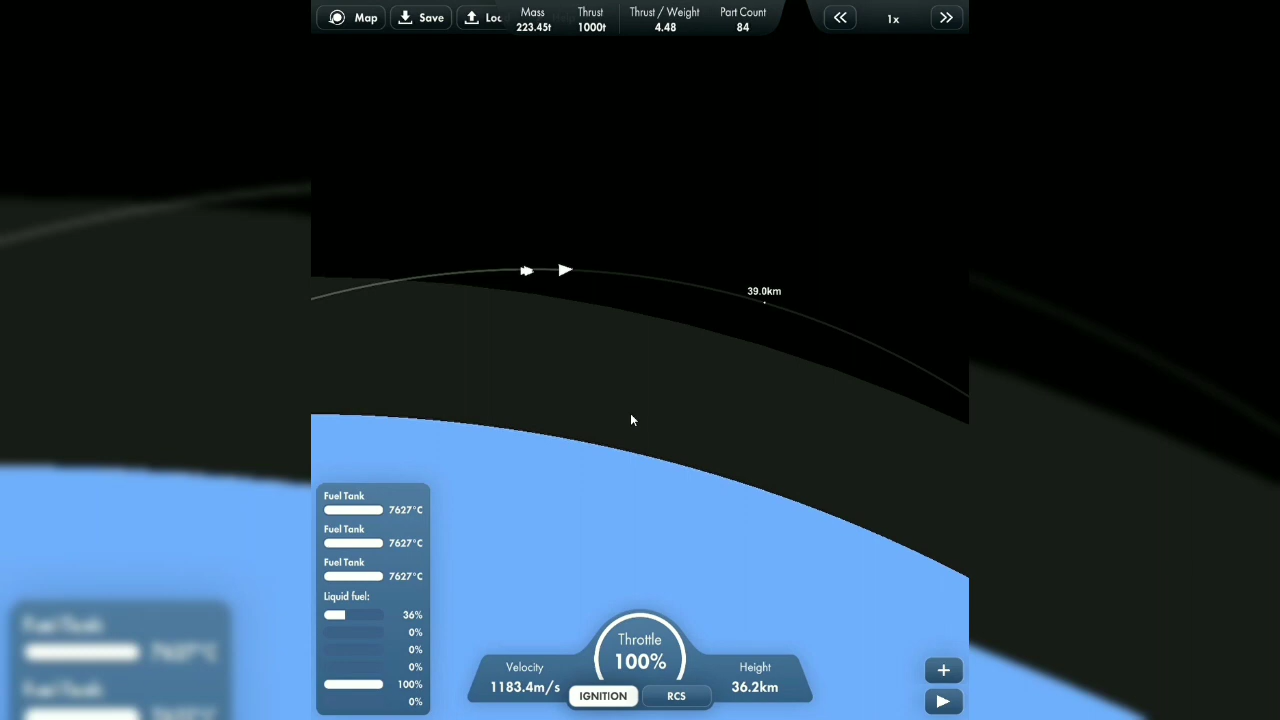 Map
Save
Mass
223.45t
Thrust
1000t
Thrust / Weight
4.48
Part Count
84
1x
39.0km
Fuel Tank
7627°C
Fuel Tank
7627°C
Fuel Tank
7627°C
Liquid fuel:
36%
0%
0%
0%
100%
0%
Throttle
100%
Velocity
1183.4m/s
Height
36.2km
IGNITION
RCS